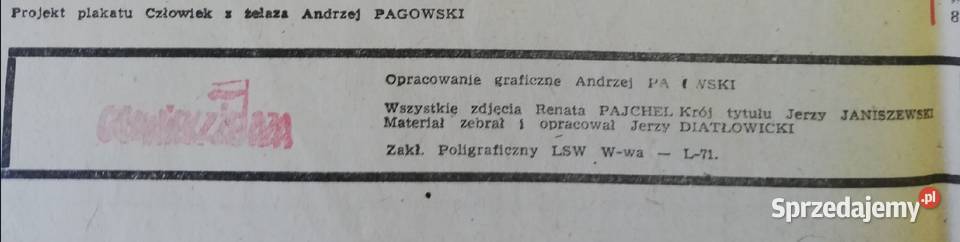 Projekt plakatu Człowiek z żelaza Andrzej PAGOWSKI
8
Opracowanie graficzne Andrzej
Wszystkie zdjęcia Renata PAJCHEL Krój tytułu Jerzy JANISZEWSKI
Materiał zebrał i opracował Jerzy DIATŁOWICKI
Zakł. Poligraficzny LSW W-wa — L-71.
Sprzedajemy.pl